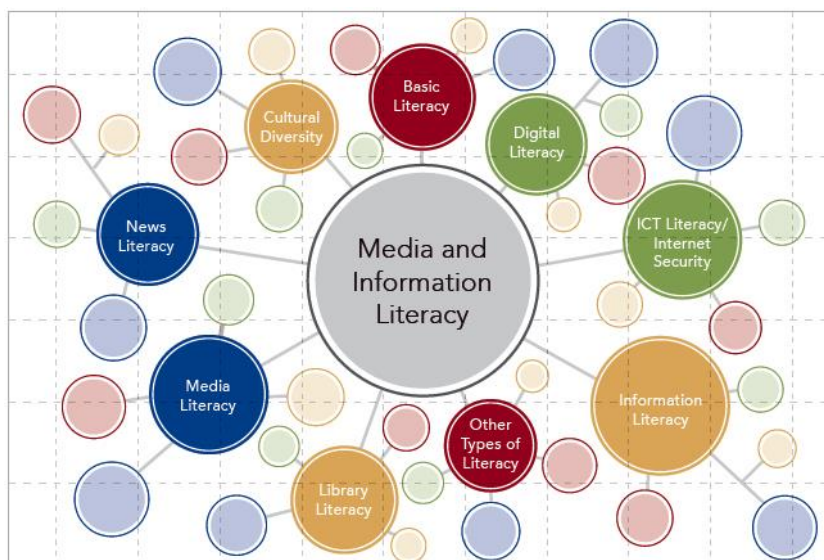 Basic
Literacy
Cultural
Diversity
Digital
Literacy
News
Literacy
ICT Literacy/
Internet
Security
Media and
Information
Literacy
Media
Literacy
Information
Literacy
Other
Types of
Literacy
Library
Literacy